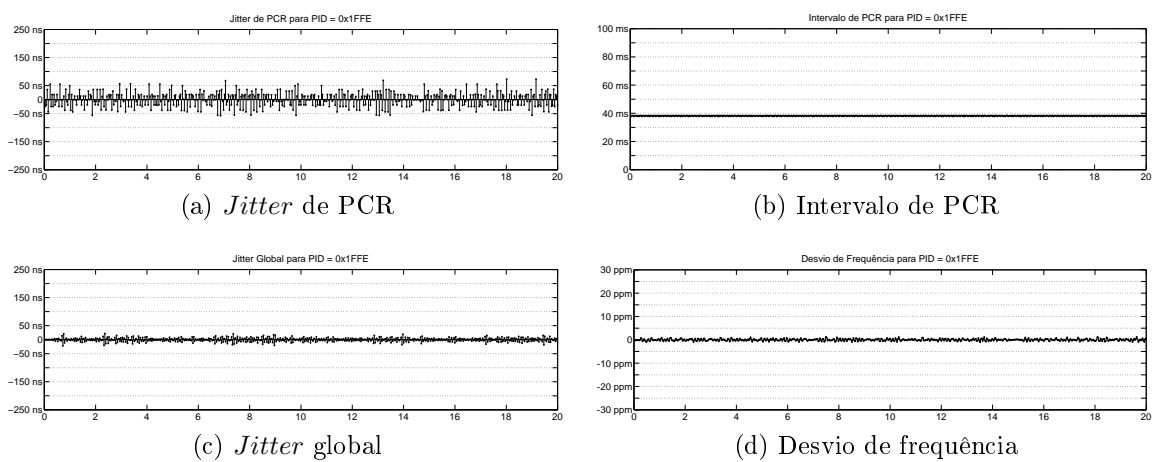 Jitter de PCR para PID = 0x1FFE
250 ns
150 ns
50 ns
0
−50 ns
−150 ns
−250 ns
0 2 4 6 8 10 12 14 16 18 20
(a) Jitter de PCR
Intervalo de PCR para PID = 0x1FFE
100 ms
80 ms
60 ms
40 ms
20 ms
0
0 2 4 6 8 10 12 14 16 18 20
(b) Intervalo de PCR
Jitter Global para PID = 0x1FFE
250 ns
150 ns
50 ns
0
−50 ns
−150 ns
−250 ns
0 2 4 6 8 10 12 14 16 18 20
(c) Jitter global
Desvio de Frequência para PID = 0x1FFE
30 ppm
20 ppm
10 ppm
0
-10 ppm
-20 ppm
-30 ppm
0 2 4 6 8 10 12 14 16 18 20
(d) Desvio de frequência